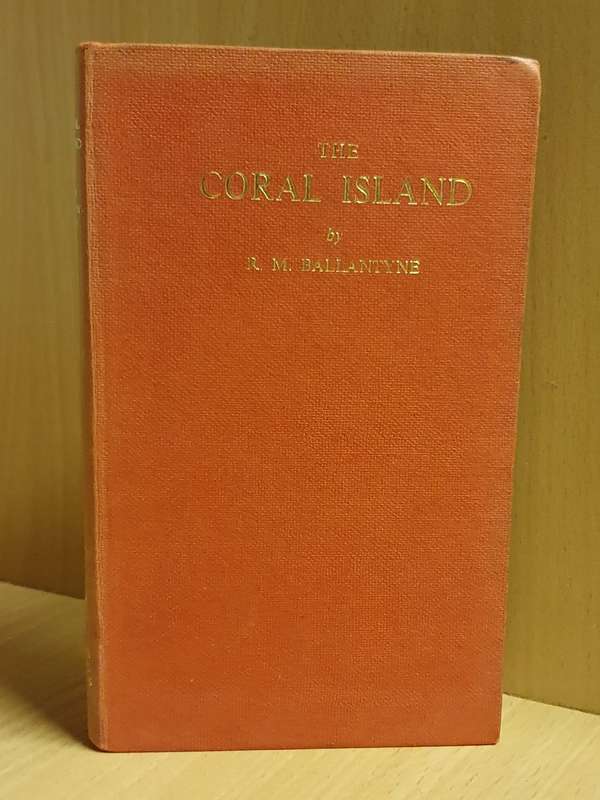 THE
CORAL ISLAND
by
R. M. BALLANTYNE